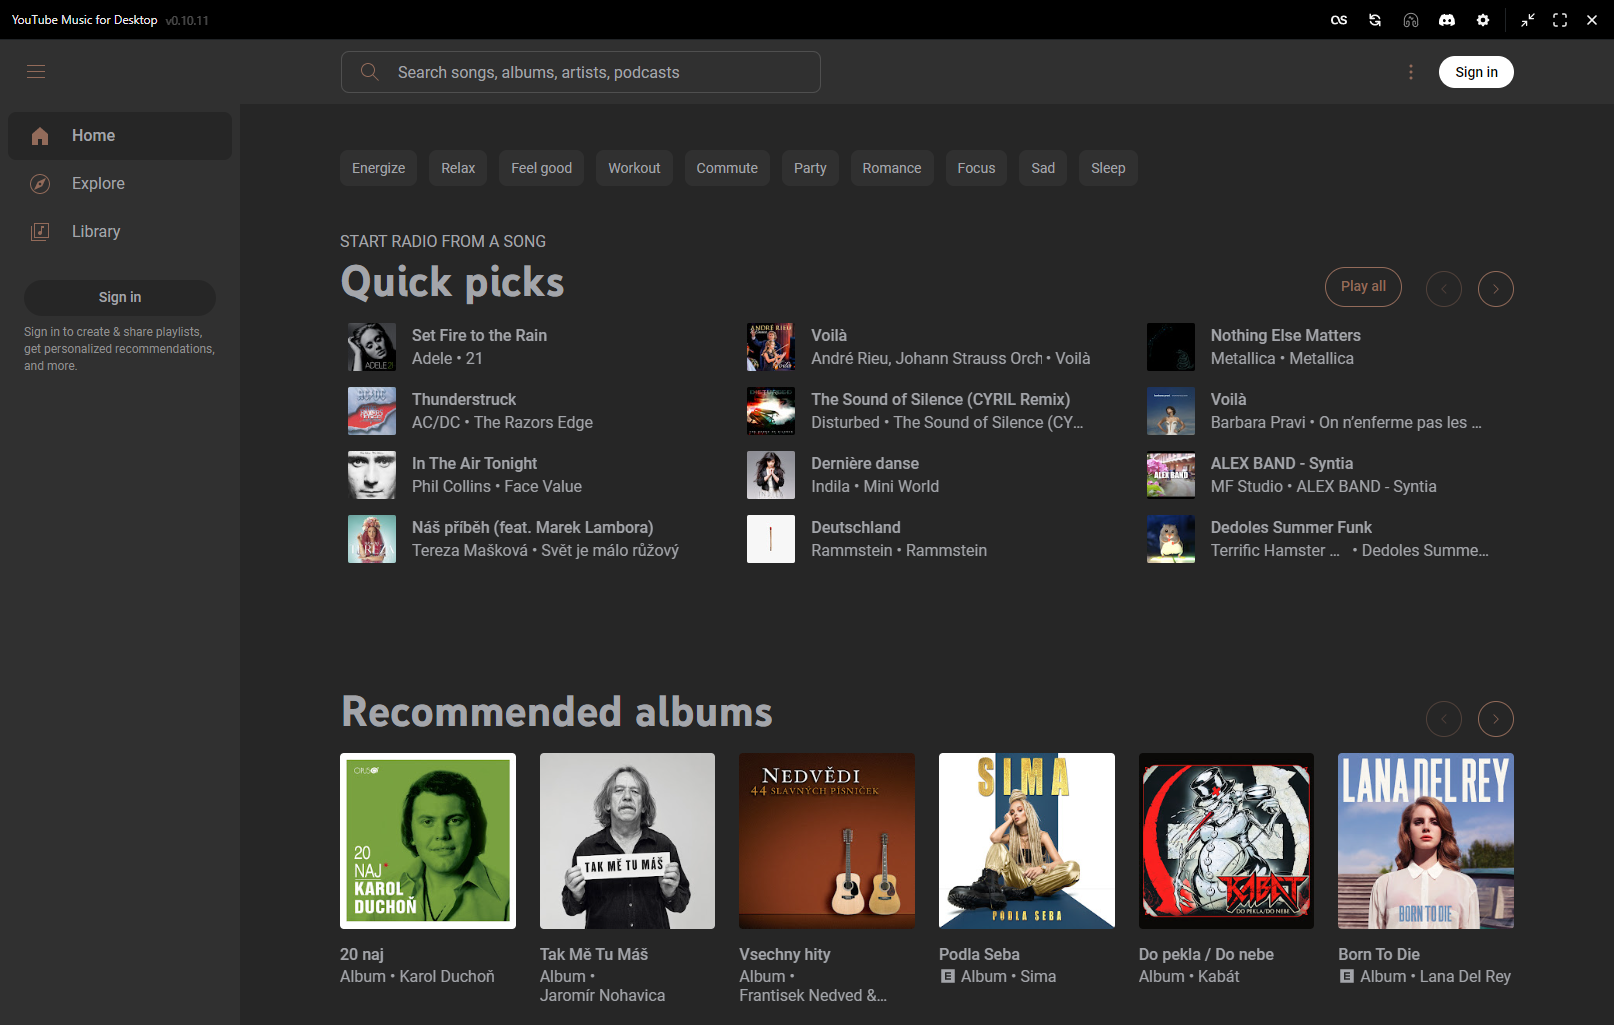 YouTube Music for Desktop v0.10.11
Search songs, albums, artists, podcasts
Sign in
Home
Explore
Library
Sign in
Sign in to create & share playlists,
get personalized recommendations,
and more.
Energize Relax Feel good Workout Commute Party Romance Focus Sad Sleep
START RADIO FROM A SONG
Quick picks
Play all
Set Fire to the Rain
Adele • 21
Thunderstruck
AC/DC • The Razors Edge
In The Air Tonight
Phil Collins • Face Value
Náš příběh (feat. Marek Lambora)
Tereza Mašková • Svět je málo růžový
Voilà
André Rieu, Johann Strauss Orch • Voilà
The Sound of Silence (CYRIL Remix)
Disturbed • The Sound of Silence (CY...
Dernière danse
Indila • Mini World
Deutschland
Rammstein • Rammstein
Nothing Else Matters
Metallica • Metallica
Voilà
Barbara Pravi • On n’enferme pas les ...
ALEX BAND - Syntia
MF Studio • ALEX BAND - Syntia
Dedoles Summer Funk
Terrific Hamster ... • Dedoles Summe...
ADELE 21
ANDRÉ RIEU
ALEX BAND
TEREZA
Recommended albums
OPUS
20
NAJ*
KAROL
DUCHOŇ
20 naj
Album • Karol Duchoň
TAK MĚ TU MÁŠ
Tak Mě Tu Máš
Album •
Jaromír Nohavica
NEDVĚDI
44 SLAVNÝCH PÍSNIČEK
Vsechny hity
Album •
Frantisek Nedved &...
SIMA
PODLA SEBA
Podla Seba
E Album • Sima
KABÁT
DO PEKLA/DO NEBE
Do pekla / Do nebe
Album • Kabát
LANA DEL REY
BORN TO DIE
Born To Die
E Album • Lana Del Rey